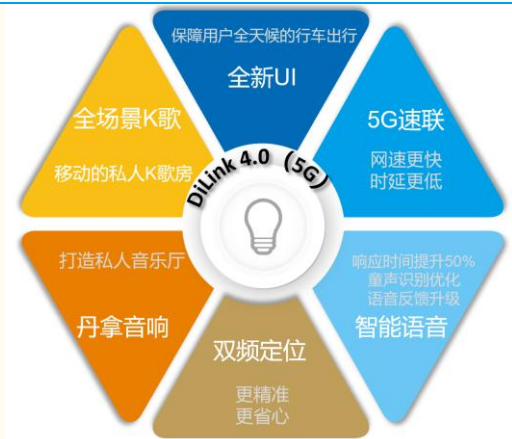 保障用户全天候的行车出行
全新UI
全场景K歌
移动的私人K歌房
5G速联
网速更快
时延更低
DiLink 4.0（5G）
打造私人音乐厅
丹拿音响
响应时间提升50%
童声识别优化
语音反馈升级
智能语音
双频定位
更精准
更省心